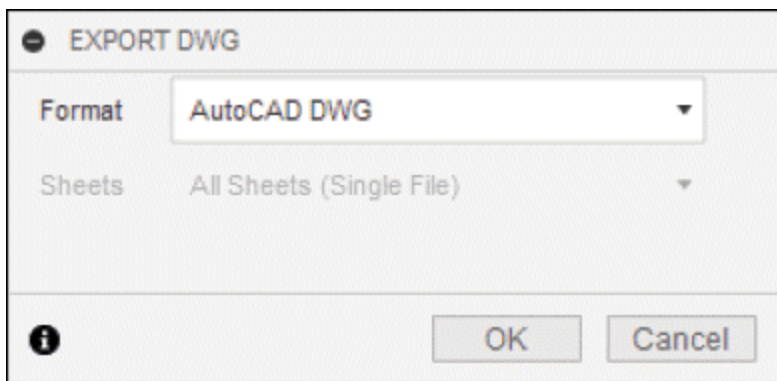 EXPORT DWG
Format AutoCAD DWG
Sheets All Sheets (Single File)
OK Cancel